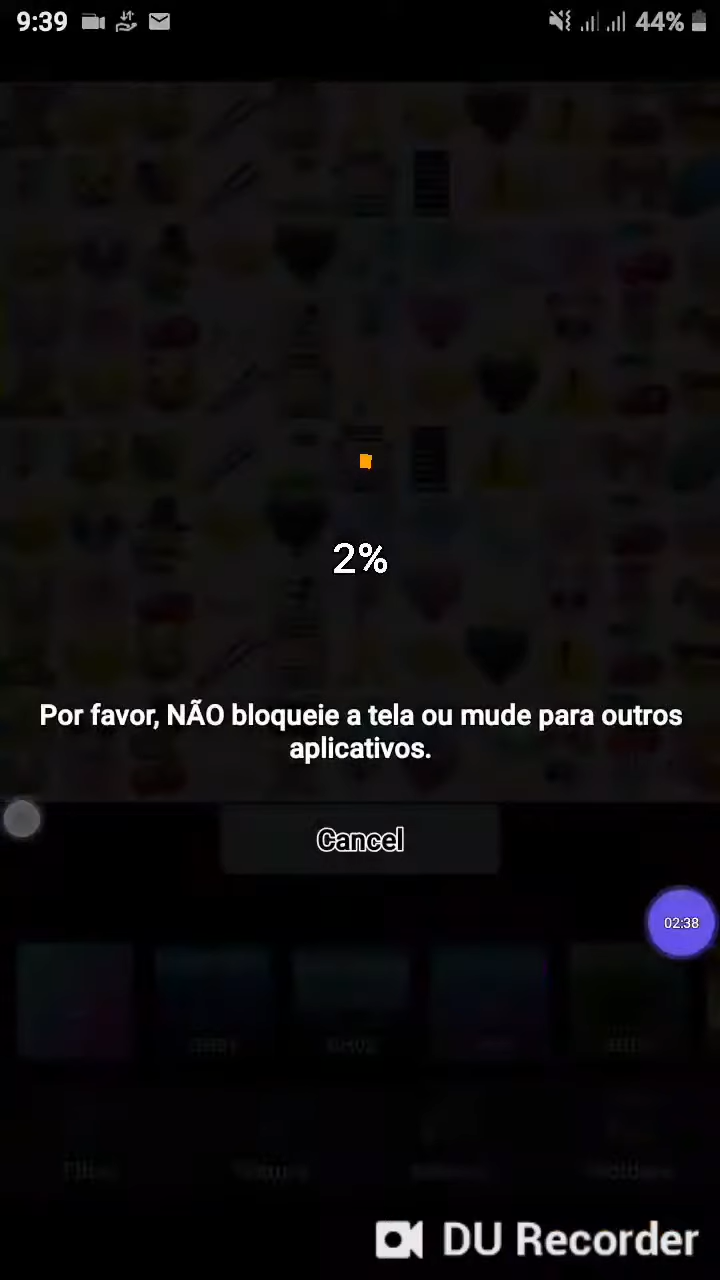 9:39
44%
2%
Por favor, NÃO bloqueie a tela ou mude para outros
aplicativos.
Cancel
02:38
DU Recorder